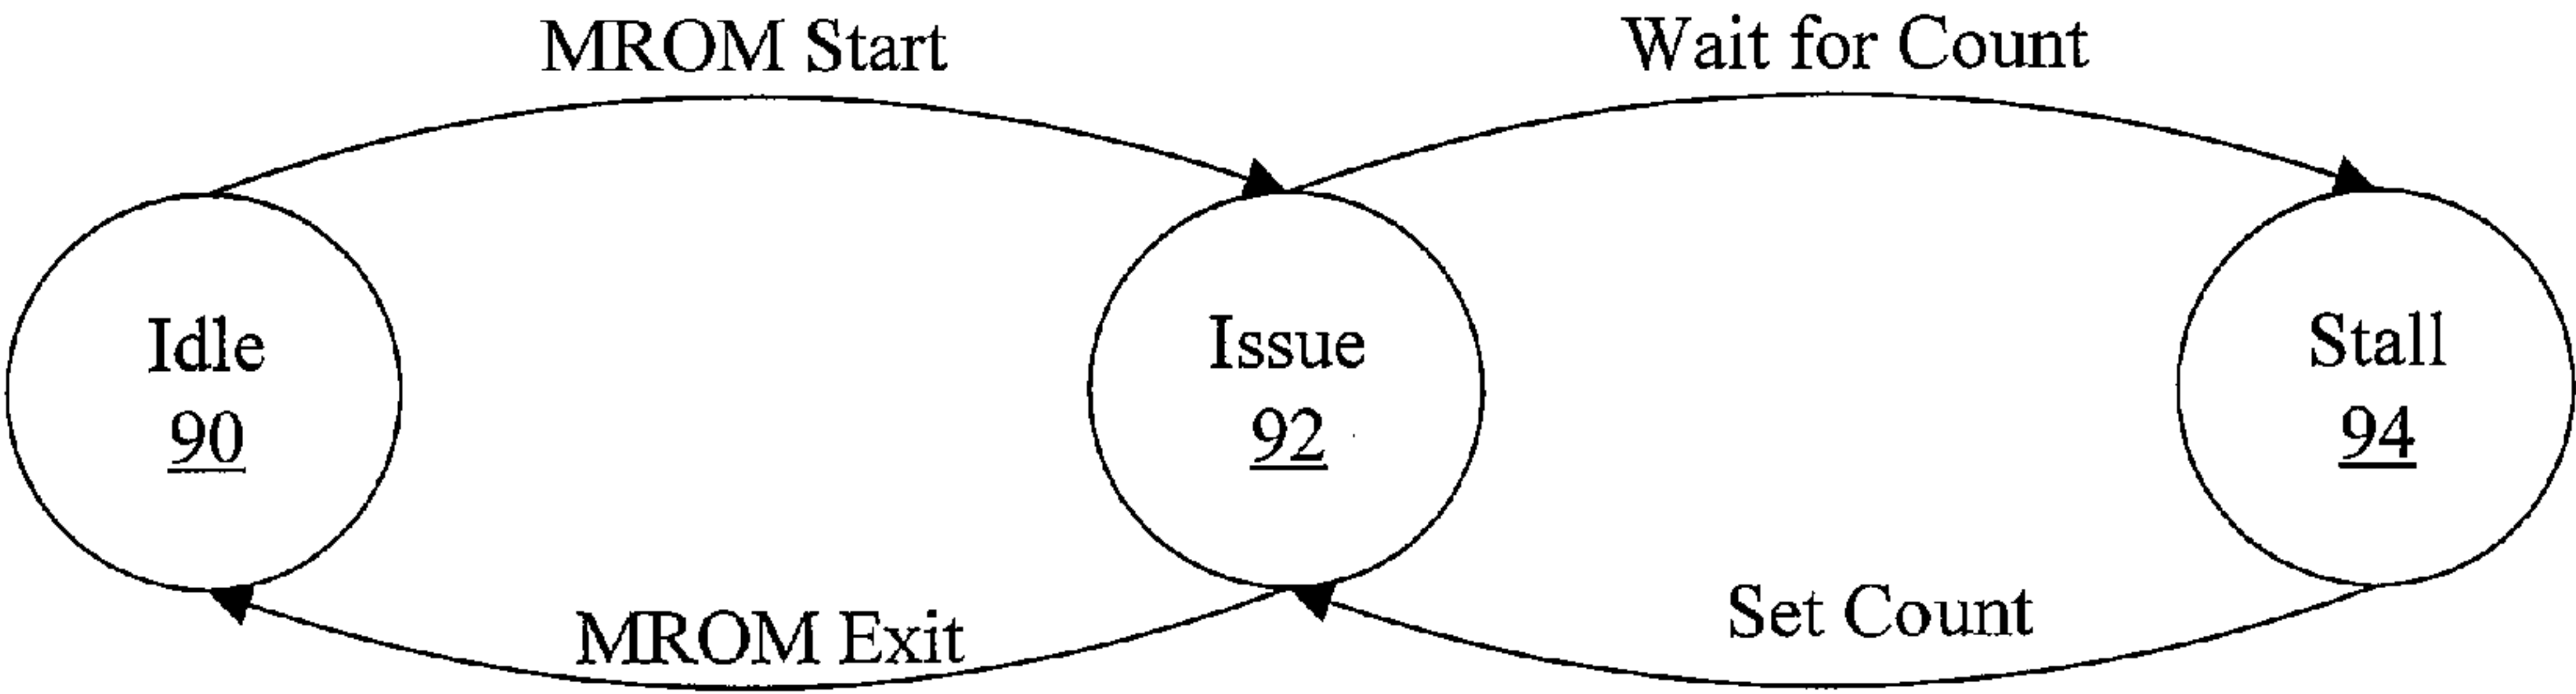 MROM Start
Wait for Count
Idle
90
Issue
92
Stall
94
MROM Exit
Set Count